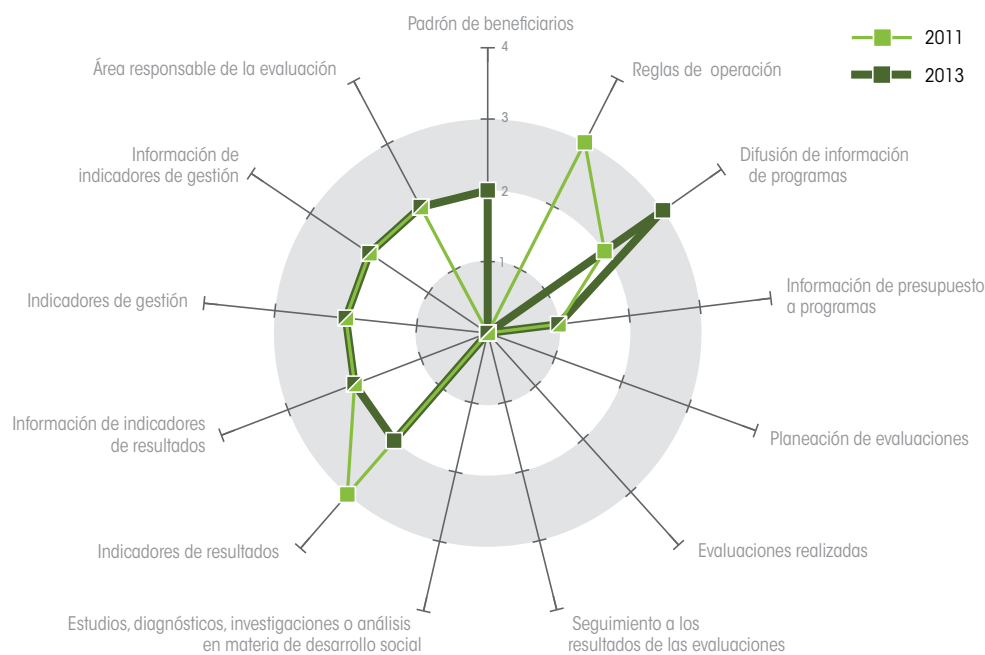 Padrón de beneficiarios
4
3
2
1
2011
2013
Reglas de operación
Difusión de información
de programas
Información de presupuesto
a programas
Planeación de evaluaciones
Evaluaciones realizadas
Seguimiento a los
resultados de las evaluaciones
Estudios, diagnósticos, investigaciones o análisis
en materia de desarrollo social
Indicadores de resultados
Información de indicadores
de resultados
Indicadores de gestión
Información de
indicadores de gestión
Área responsable de la evaluación